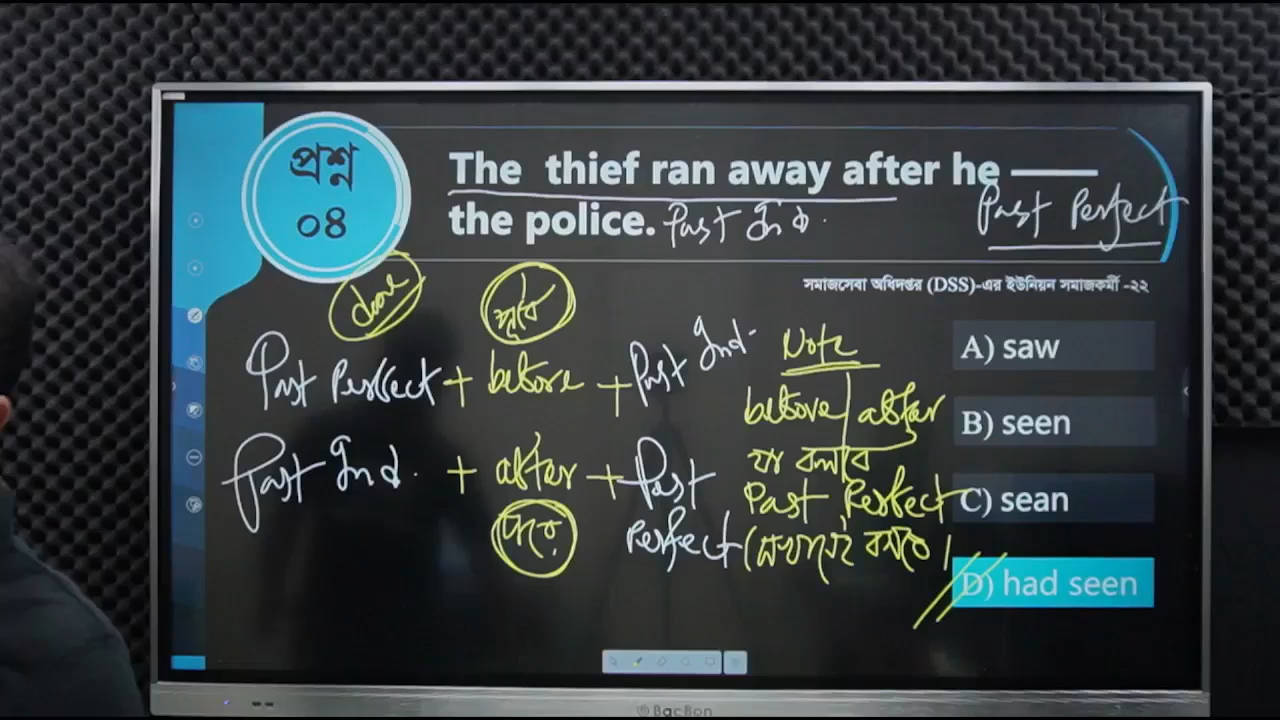 প্রশ্ন
০৪
The thief ran away after he ———
the police. Past Ind.
Past Perfect
সমাজসেবা অধিদপ্তর (DSS)-এর ইউনিয়ন সমাজকর্মী -২২
পূর্বে
Past Perfect + before + Past Ind.
Past Ind. + after + Past Perfect
পরে
Note
before / after
যা বলবে
Past Perfect
A) saw
B) seen
C) sean
D) had seen
BacBon